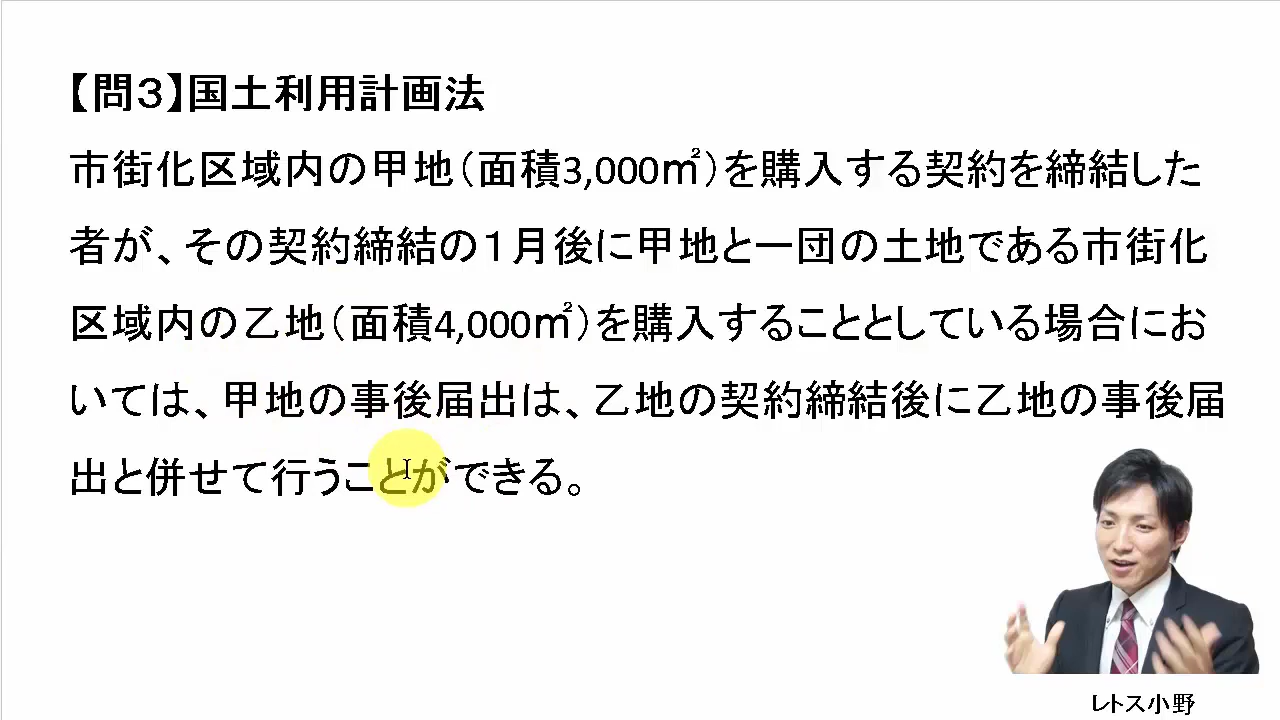 【問3】国土利用計画法
市街化区域内の甲地（面積3,000㎡）を購入する契約を締結した
者が、その契約締結の１月後に甲地と一団の土地である市街化
区域内の乙地（面積4,000㎡）を購入することとしている場合にお
いては、甲地の事後届出は、乙地の契約締結後に乙地の事後届
出と併せて行うことができる。
レトス小野